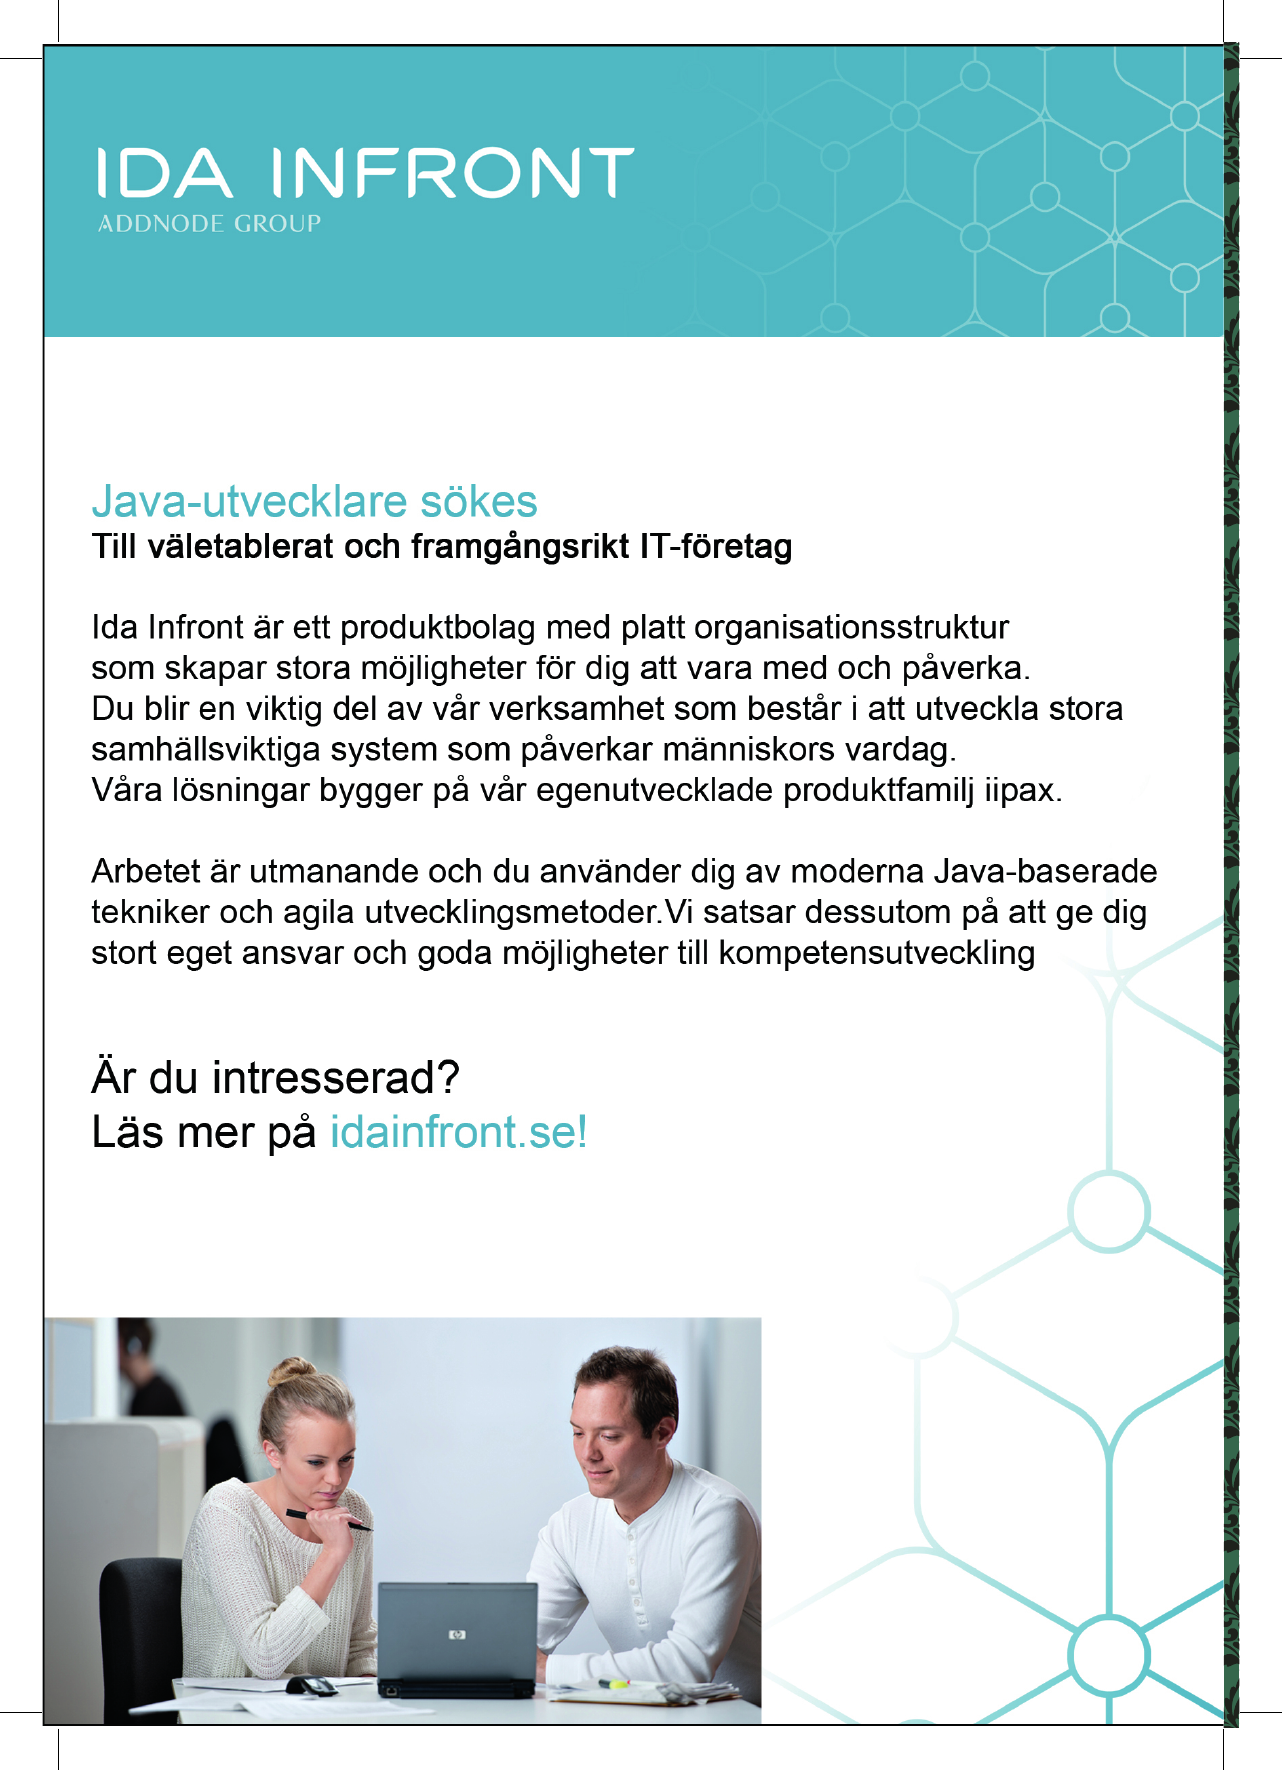 IDA INFRONT
ADDNODE GROUP
Java-utvecklare sökes
Till väletablerat och framgångsrikt IT-företag
Ida Infront är ett produktbolag med platt organisationsstruktur
som skapar stora möjligheter för dig att vara med och påverka.
Du blir en viktig del av vår verksamhet som består i att utveckla stora
samhällsviktiga system som påverkar människors vardag.
Våra lösningar bygger på vår egenutvecklade produktfamilj iipax.
Arbetet är utmanande och du använder dig av moderna Java-baserade
tekniker och agila utvecklingsmetoder.Vi satsar dessutom på att ge dig
stort eget ansvar och goda möjligheter till kompetensutveckling
Är du intresserad?
Läs mer på idainfront.se!
hp